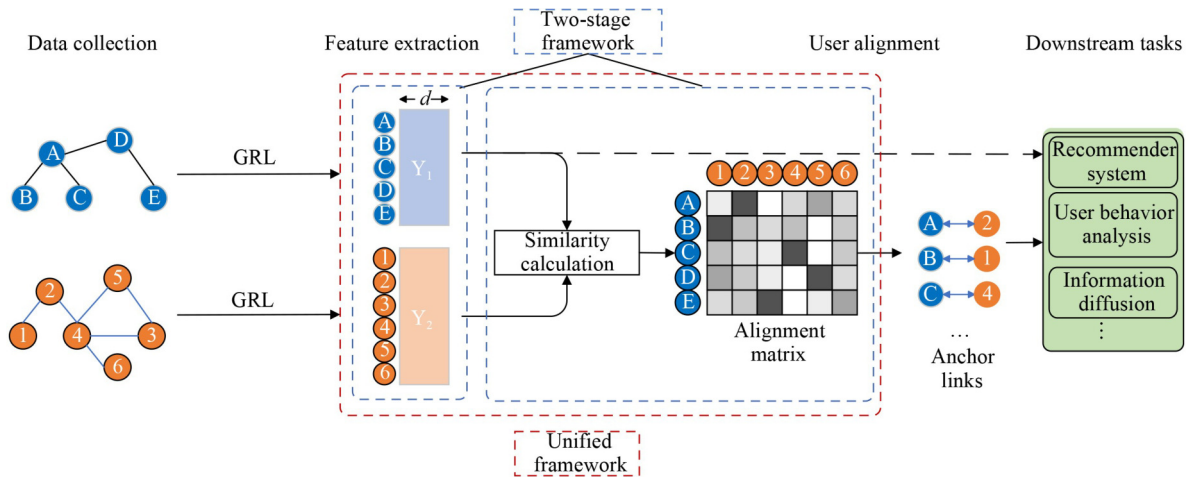 Data collection
Feature extraction
Two-stage
framework
User alignment
Downstream tasks
A
D
B
C
E
GRL
d
A
B
C
D
E
Y1
2
5
1
4
3
6
GRL
1
2
3
4
5
6
Y2
Similarity
calculation
1 2 3 4 5 6
A
B
C
D
E
Alignment
matrix
A 2
B 1
C 4
...
Anchor
links
Recommender
system
User behavior
analysis
Information
diffusion
⋮
Unified
framework